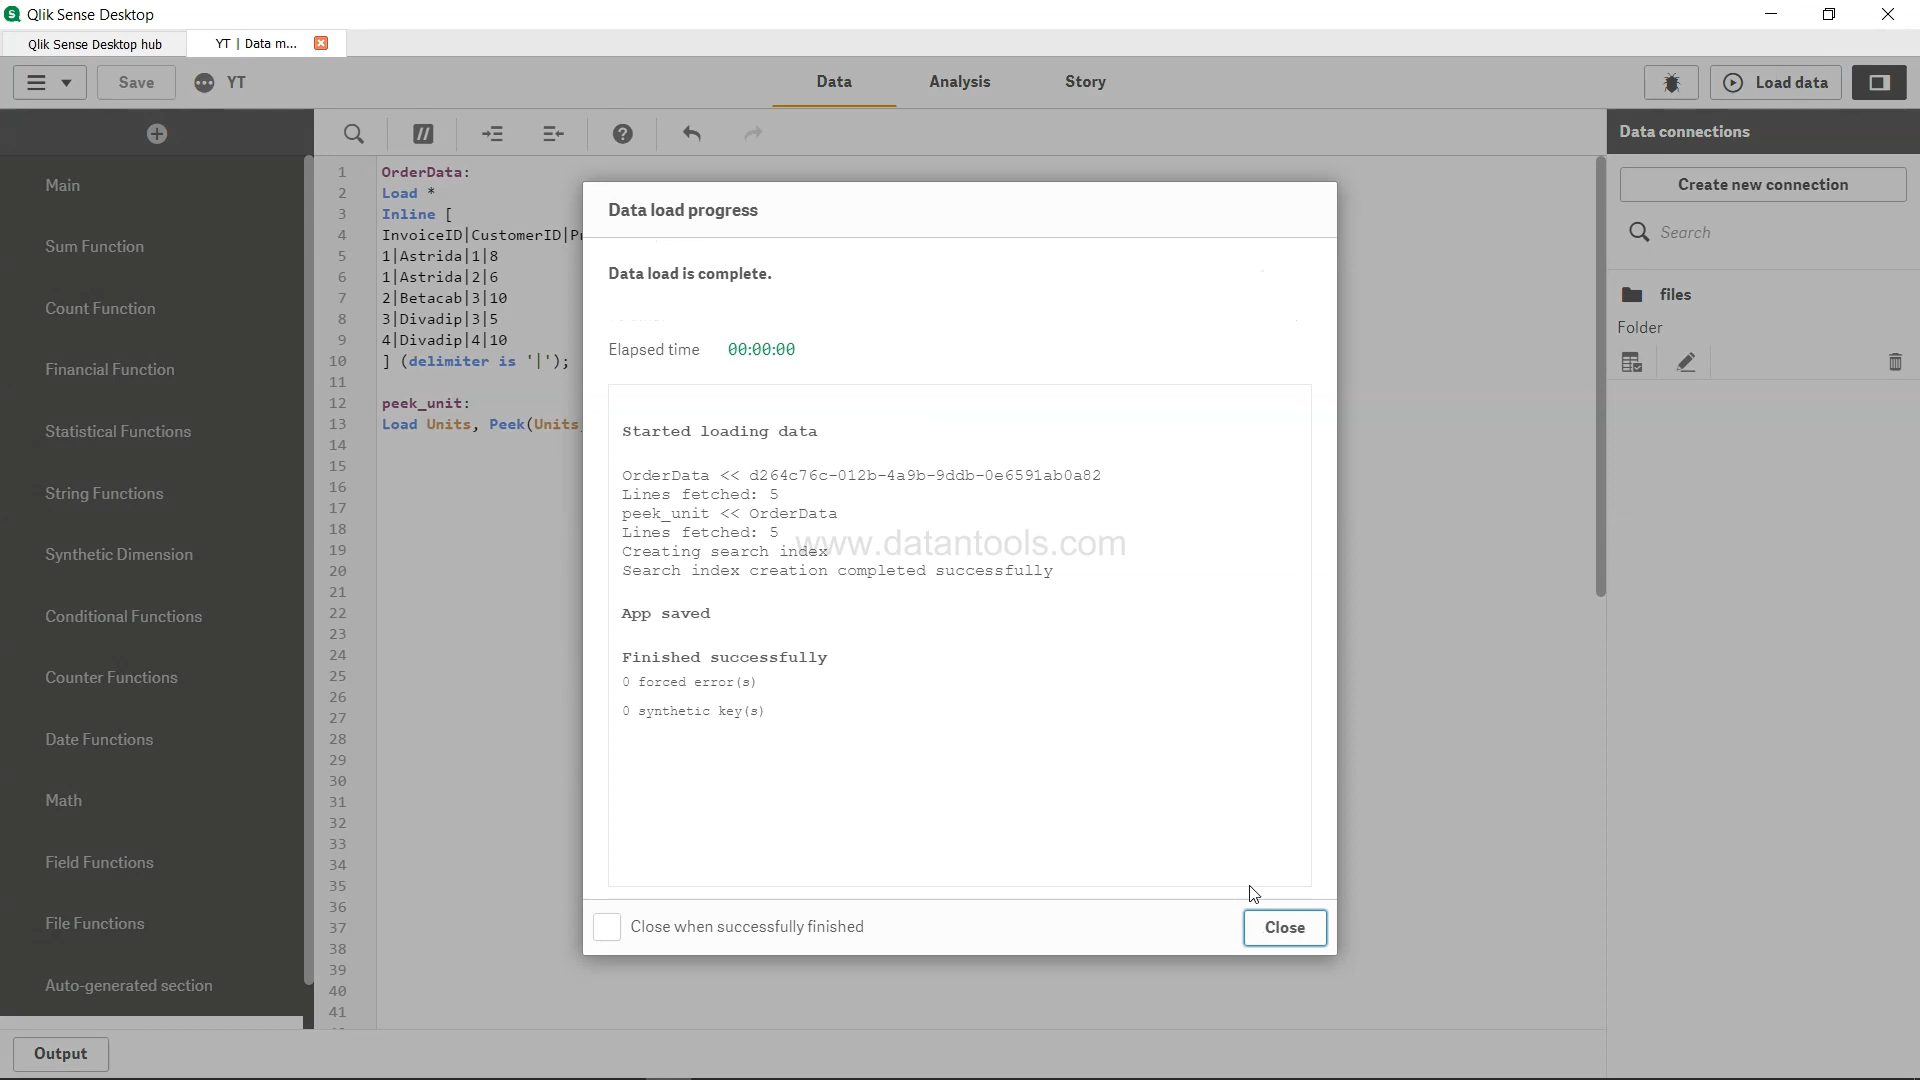 Qlik Sense Desktop
Qlik Sense Desktop hub
YT | Data m...
Save
YT
Data
Analysis
Story
Load data
Main
Sum Function
Count Function
Financial Function
Statistical Functions
String Functions
Synthetic Dimension
Conditional Functions
Counter Functions
Date Functions
Math
Field Functions
File Functions
Auto-generated section
Output
1 OrderData:
2 Load *
3 Inline [
4 InvoiceID|CustomerID|
5 1|Astrida|1|8
6 1|Astrida|2|6
7 2|Betacab|3|10
8 3|Divadip|3|5
9 4|Divadip|4|10
10 ] (delimiter is '|');
11
12 peek_unit:
13 Load Units, Peek(Units
14
15
16
17
18
19
20
21
22
23
24
25
26
27
28
29
30
31
32
33
34
35
36
37
38
39
40
41
Data load progress
Data load is complete.
Elapsed time 00:00:00
Started loading data
OrderData << d264c76c-012b-4a9b-9ddb-0e6591ab0a82
Lines fetched: 5
peek_unit << OrderData
Lines fetched: 5
Creating search index
Search index creation completed successfully
www.datantools.com
App saved
Finished successfully
0 forced error(s)
0 synthetic key(s)
Close when successfully finished
Close
Data connections
Create new connection
Search
files
Folder